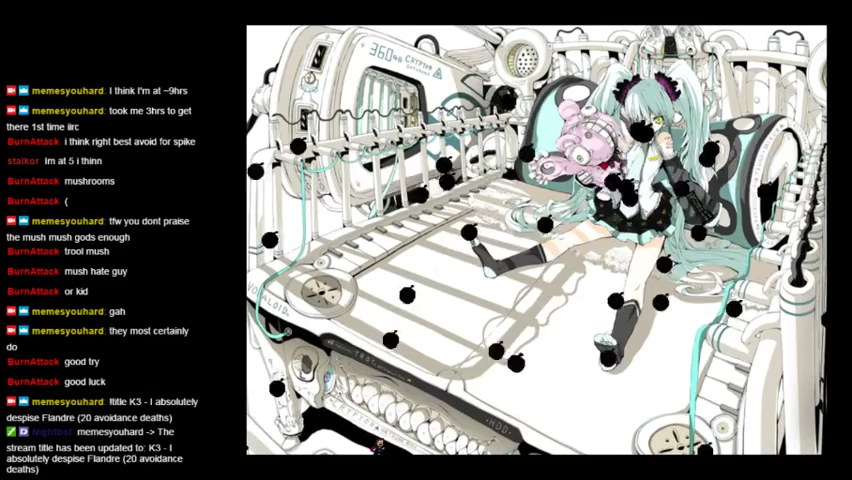 memesyouhard: I think I'm at ~9hrs
memesyouhard: took me 3hrs to get
there 1st time iirc
BurnAttack i think right best avoid for spike
stalkor Im at 5 i thinn
BurnAttack mushrooms
BurnAttack (
memesyouhard: tfw you dont praise
the mush mush gods enough
BurnAttack trool mush
BurnAttack mush hate guy
BurnAttack or kid
memesyouhard: gah
memesyouhard: they most certainly
do
BurnAttack good try
BurnAttack good luck
memesyouhard: !title K3 - I absolutely
despise Flandre (20 avoidance deaths)
Nightbot memesyouhard -> The
stream title has been updated to: K3 - I
absolutely despise Flandre (20 avoidance
deaths)
VOCALOID
HDD